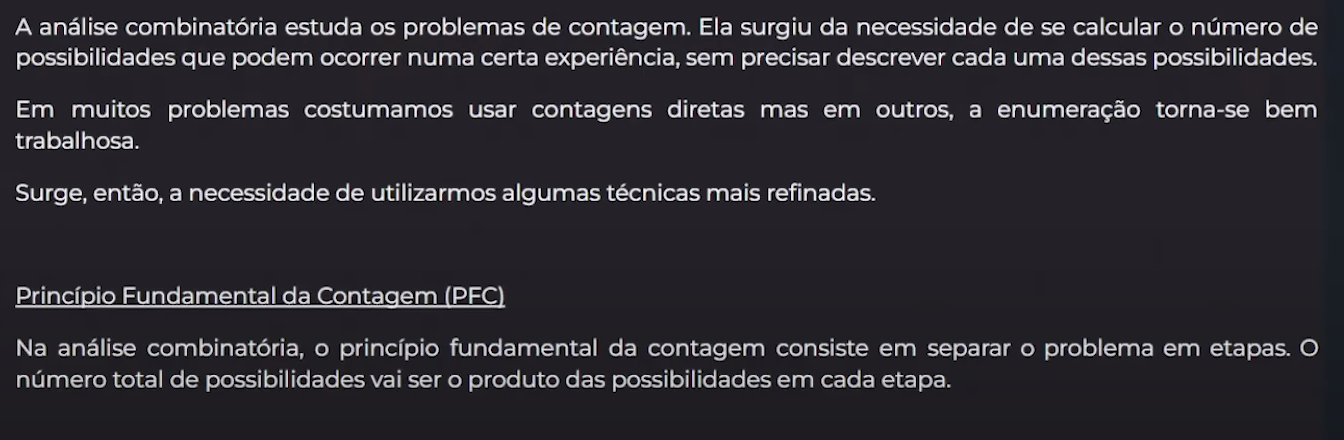 A análise combinatória estuda os problemas de contagem. Ela surgiu da necessidade de se calcular o número de
possibilidades que podem ocorrer numa certa experiência, sem precisar descrever cada uma dessas possibilidades.
Em muitos problemas costumamos usar contagens diretas mas em outros, a enumeração torna-se bem
trabalhosa.
Surge, então, a necessidade de utilizarmos algumas técnicas mais refinadas.
Princípio Fundamental da Contagem (PFC)
Na análise combinatória, o princípio fundamental da contagem consiste em separar o problema em etapas. O
número total de possibilidades vai ser o produto das possibilidades em cada etapa.